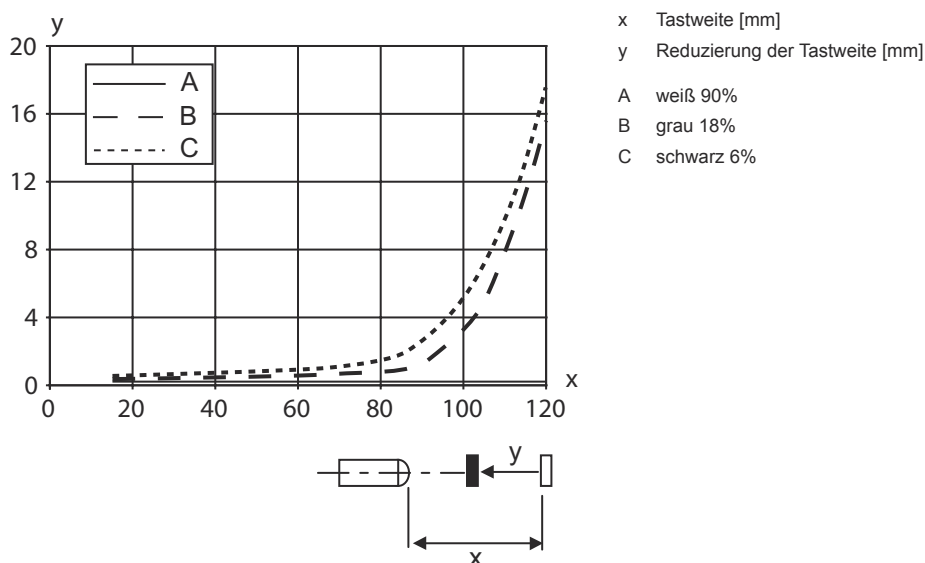 y
20
16
12
8
4
0
A
B
C
0 20 40 60 80 100 120
x
y
x
x Tastweite [mm]
y Reduzierung der Tastweite [mm]
A weiß 90%
B grau 18%
C schwarz 6%